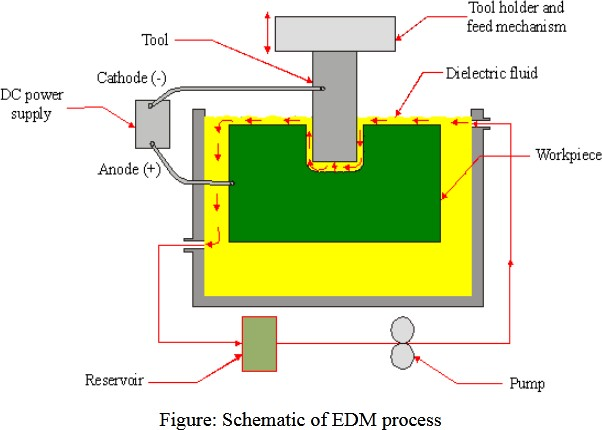 Tool holder and
feed mechanism
Tool
Cathode (-)
Dielectric fluid
DC power
supply
Workpiece
Anode (+)
Reservoir
Pump
Figure: Schematic of EDM process